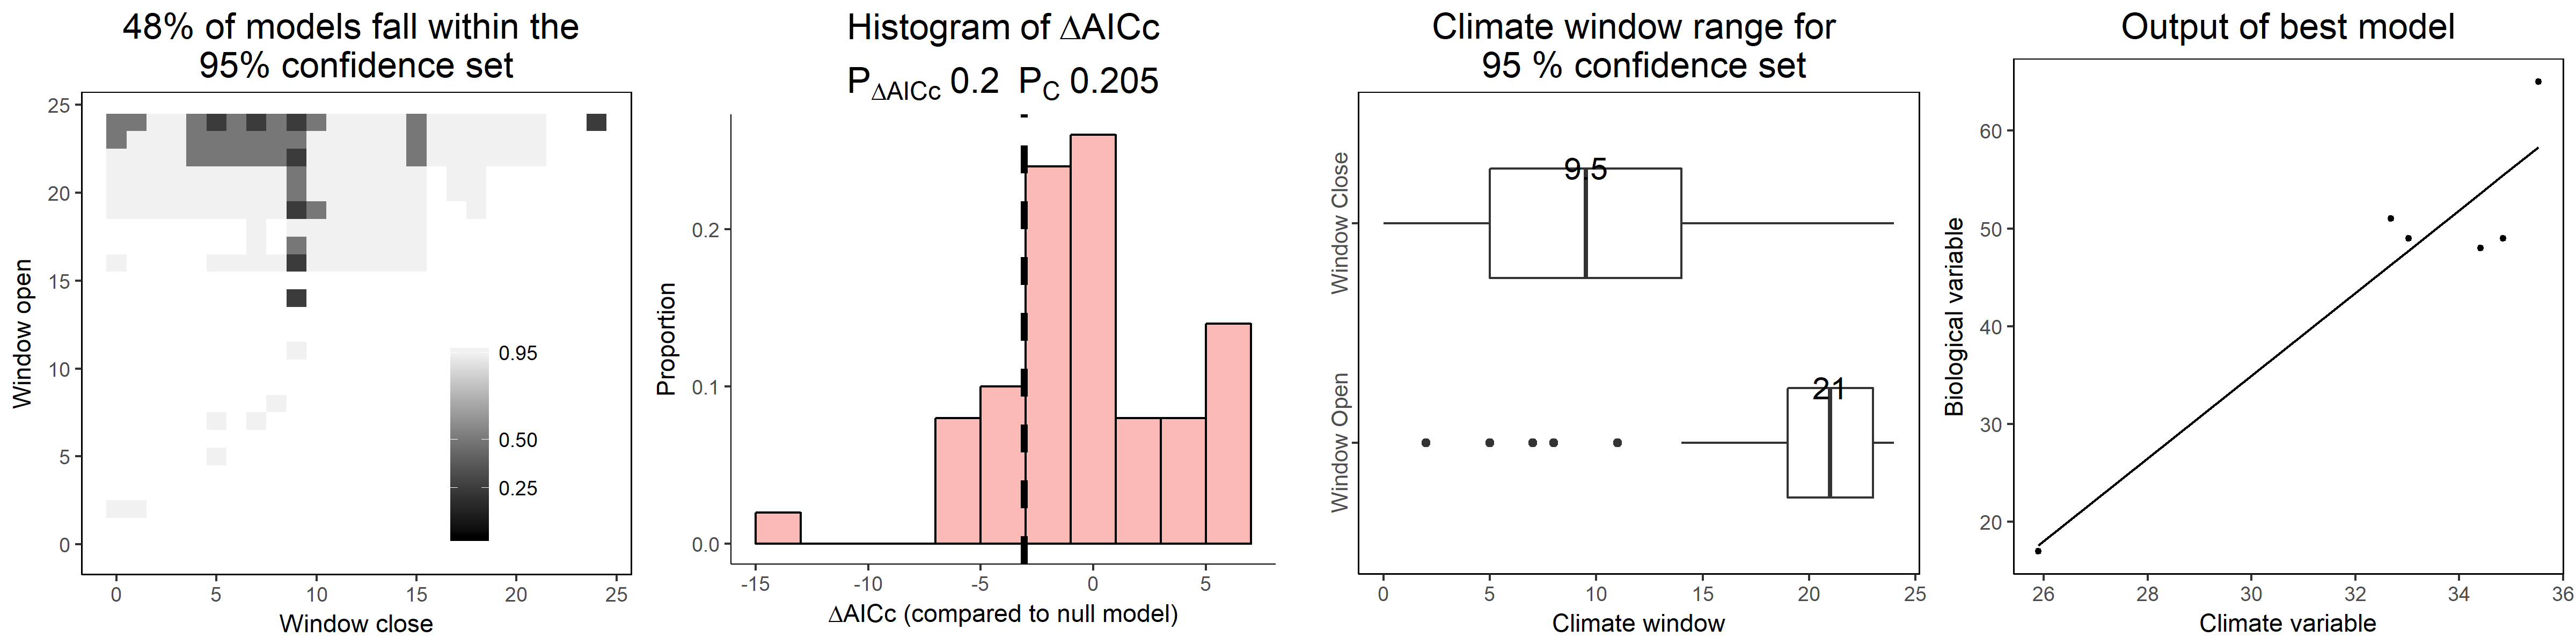 48% of models fall within the
95% confidence set
25
20
15
10
5
0
Window open
0.95
0.50
0.25
0 5 10 15 20 25
Window close
Histogram of ΔAICc
PΔAICc 0.2 PC 0.205
0.2
0.1
0.0
Proportion
-15 -10 -5 0 5
ΔAICc (compared to null model)
Climate window range for
95 % confidence set
Window Close
Window Open
9.5
21
0 5 10 15 20 25
Climate window
Output of best model
60
50
40
30
20
Biological variable
26 28 30 32 34 36
Climate variable